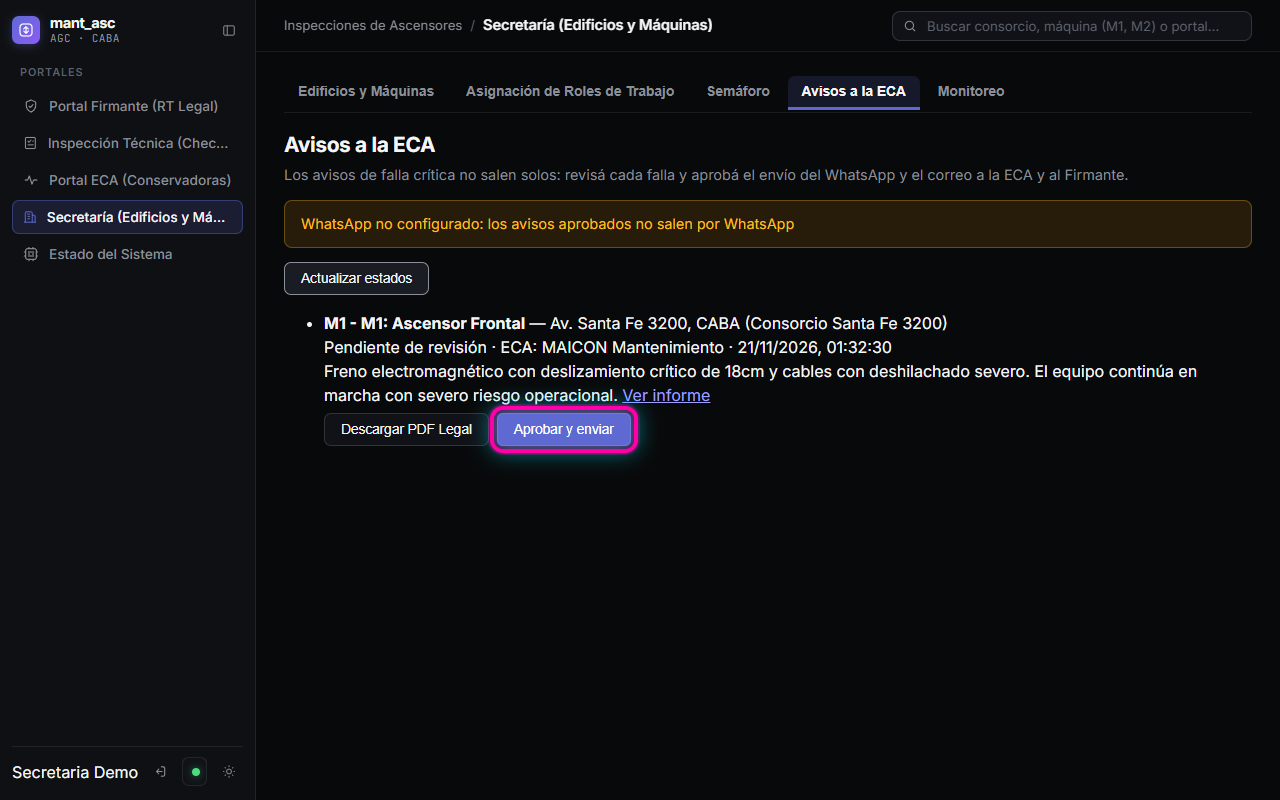 mant_asc
AGC · CABA
PORTALES
Portal Firmante (RT Legal)
Inspección Técnica (Chec...
Portal ECA (Conservadoras)
Secretaría (Edificios y Má...
Estado del Sistema
Secretaria Demo
Inspecciones de Ascensores / Secretaría (Edificios y Máquinas)
Buscar consorcio, máquina (M1, M2) o portal...
Edificios y Máquinas
Asignación de Roles de Trabajo
Semáforo
Avisos a la ECA
Monitoreo
Avisos a la ECA
Los avisos de falla crítica no salen solos: revisá cada falla y aprobá el envío del WhatsApp y el correo a la ECA y al Firmante.
WhatsApp no configurado: los avisos aprobados no salen por WhatsApp
Actualizar estados
• M1 - M1: Ascensor Frontal — Av. Santa Fe 3200, CABA (Consorcio Santa Fe 3200)
Pendiente de revisión · ECA: MAICON Mantenimiento · 21/11/2026, 01:32:30
Freno electromagnético con deslizamiento crítico de 18cm y cables con deshilachado severo. El equipo continúa en
marcha con severo riesgo operacional. Ver informe
Descargar PDF Legal
Aprobar y enviar